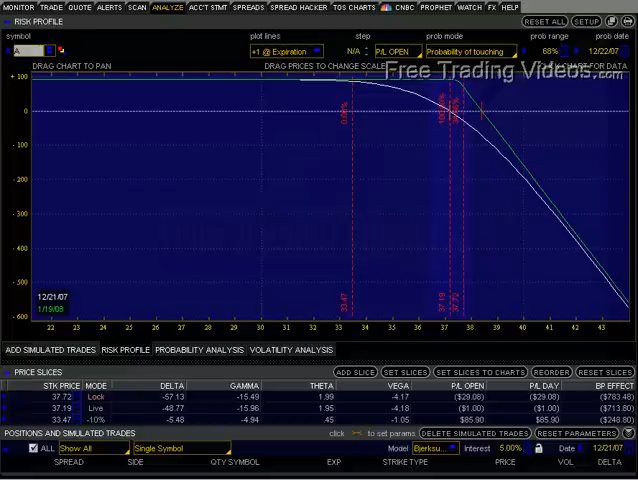 MONITOR TRADE QUOTE ALERTS SCAN ANALYZE ACC'T STMT SPREADS SPREAD HACKER TOS CHARTS CNBC PROPHET WATCH FX HELP
RISK PROFILE RESET ALL SETUP
symbol plot lines step prob mode prob range date
A +1 @ Expiration N/A P/L OPEN Probability of touching 68% 12/22/07
DRAG CHART TO PAN DRAG PRICES TO CHANGE SCALE CLICK CHART FOR DATA
Free Trading Videos.com
+ 100
0
- 100
- 200
- 300
- 400
- 500
- 600
33.47
37.19
37.72
12/21/07
1/19/08
22 23 24 25 26 27 28 29 30 31 32 33 34 35 36 37 38 39 40 41 42 43
ADD SIMULATED TRADES RISK PROFILE PROBABILITY ANALYSIS VOLATILITY ANALYSIS
PRICE SLICES ADD SLICE SET SLICES SET SLICES TO CHARTS REORDER RESET SLICES
STK PRICE MODE DELTA GAMMA THETA VEGA P/L OPEN P/L DAY BP EFFECT
37.72 Lock -57.13 -15.49 1.99 -4.17 ($29.08) ($29.08) ($783.48)
37.19 Live -48.77 -15.96 1.95 -4.18 ($1.00) ($1.00) ($713.80)
33.47 -10% -5.48 -4.94 .45 -1.05 $85.90 $85.90 ($248.80)
POSITIONS AND SIMULATED TRADES click to set params DELETE SIMULATED TRADES RESET PARAMETERS
ALL Show All Single Symbol Model Bjerksu... Interest 5.00% Date 12/21/07
SPREAD SIDE QTY SYMBOL EXP STRIKE TYPE PRICE VOL DELTA